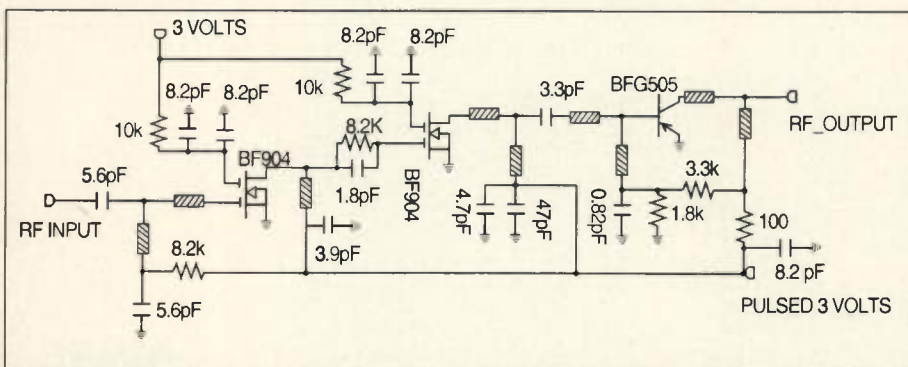 3 VOLTS
8.2pF
8.2pF
8.2pF
8.2pF
10k
10k
3.3pF
BFG505
RF_OUTPUT
8.2K
BF904
BF904
1.8pF
5.6pF
RF INPUT
8.2k
3.9pF
5.6pF
4.7pF
47pF
0.82pF
1.8k
3.3k
100
8.2 pF
PULSED 3 VOLTS